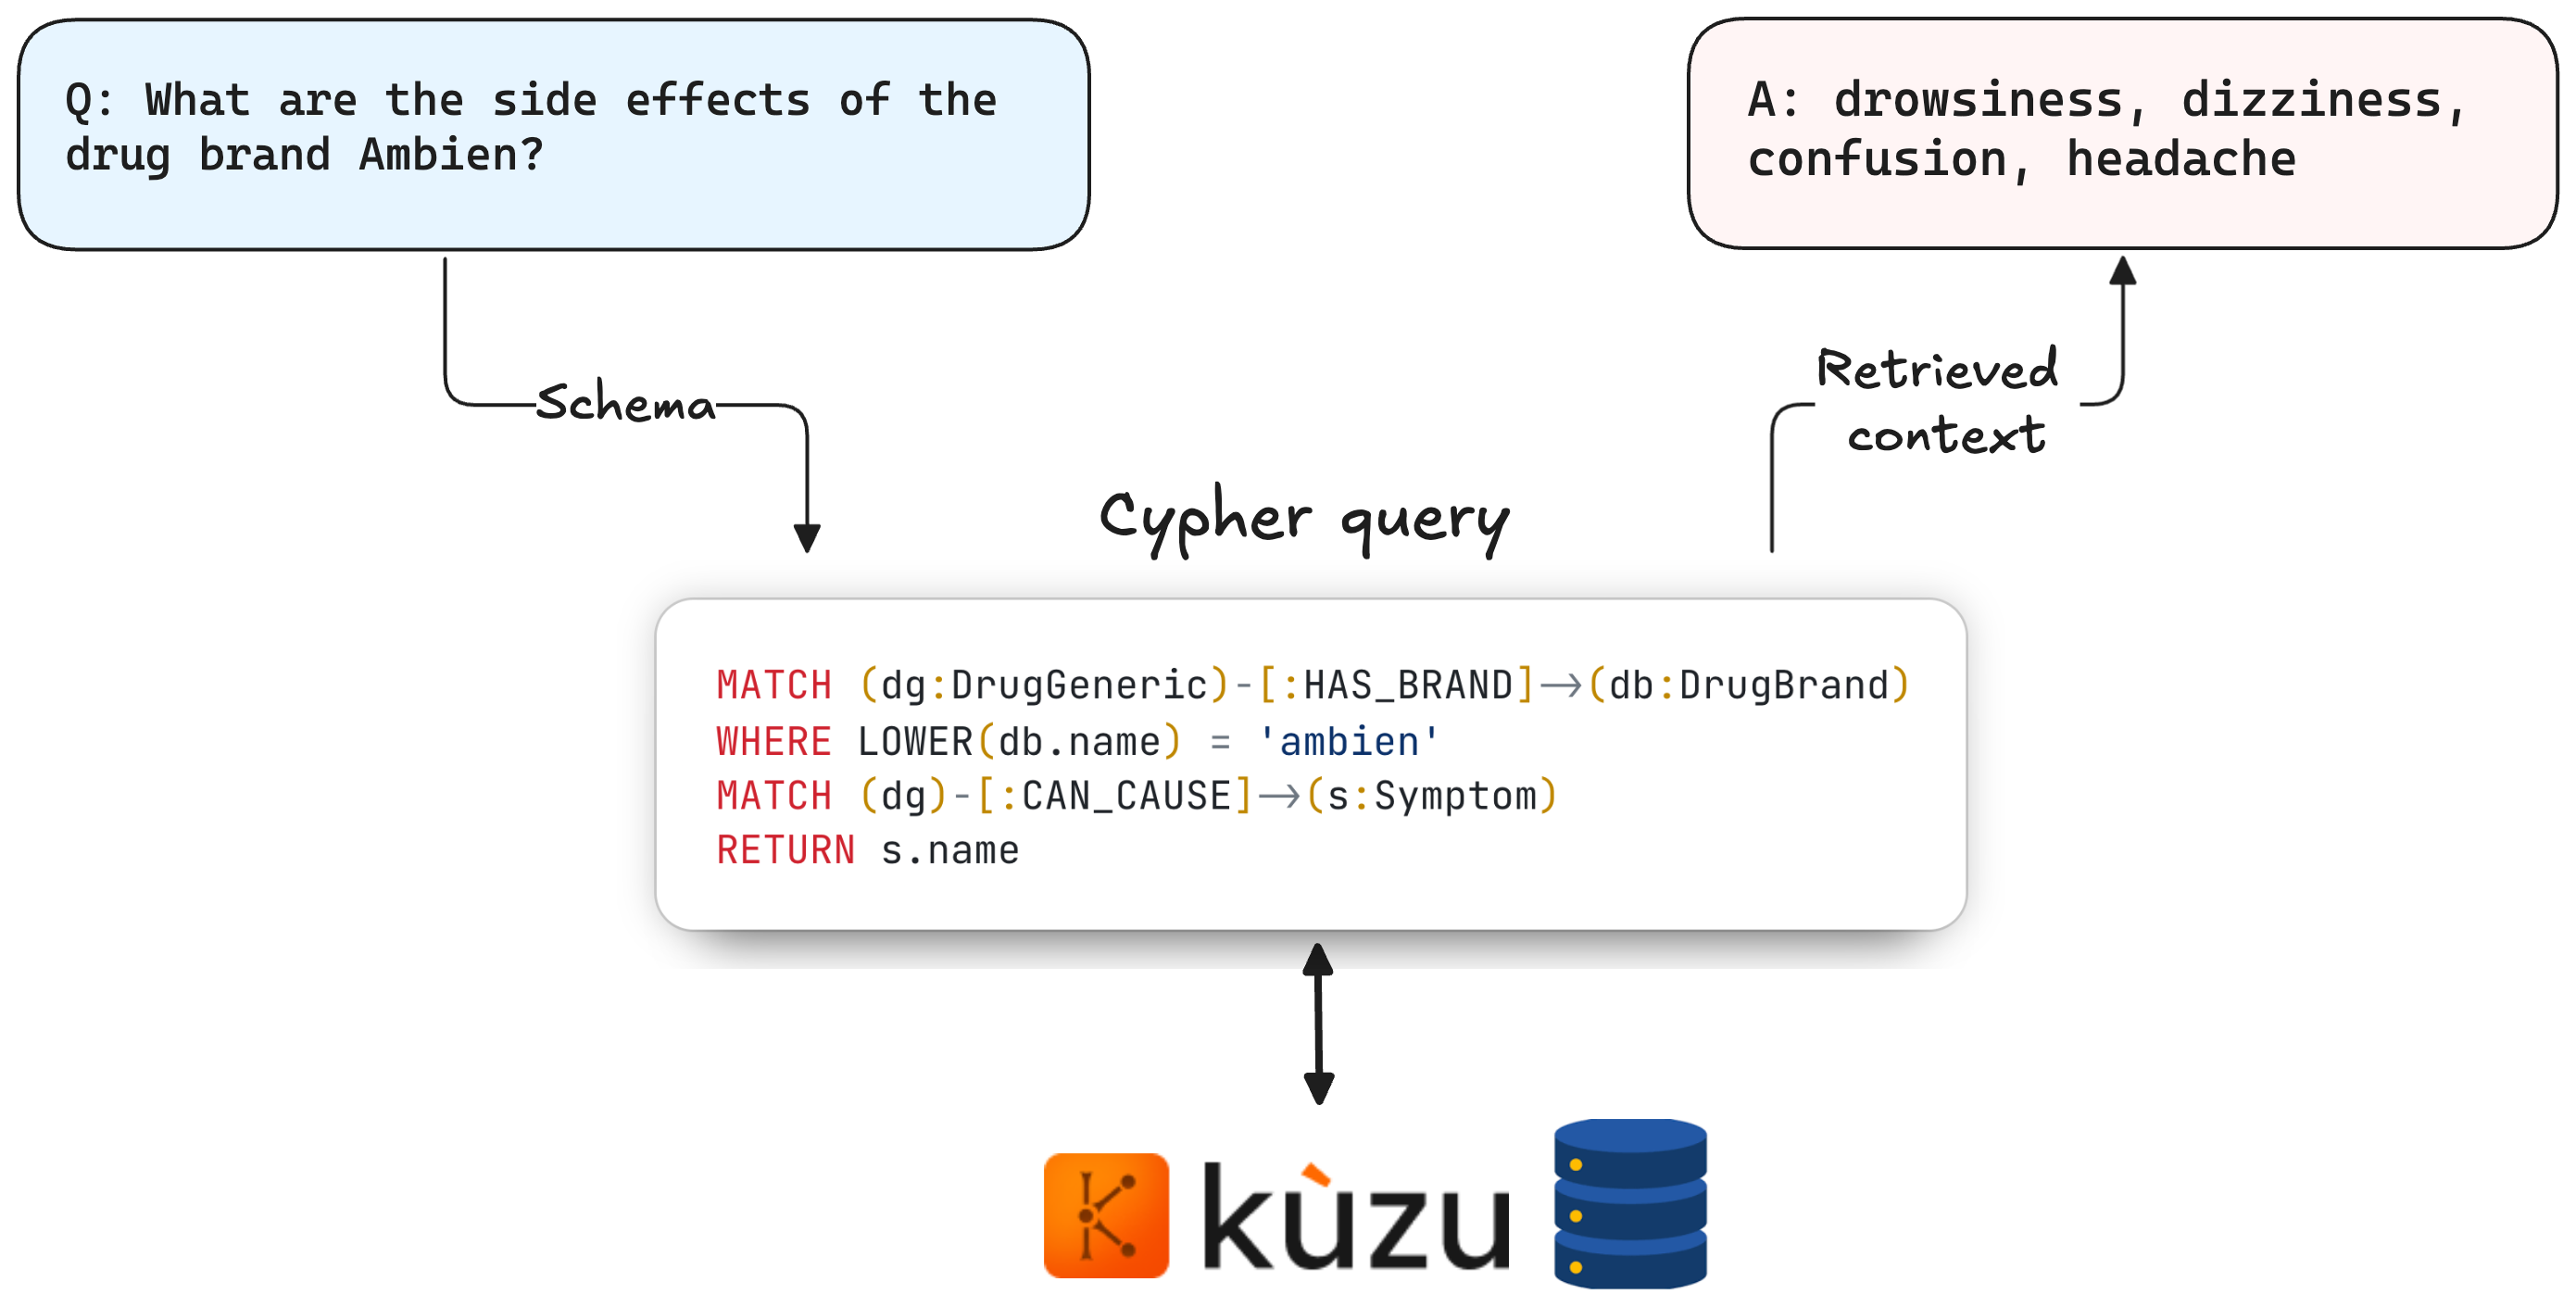 Q: What are the side effects of the
drug brand Ambien?
A: drowsiness, dizziness,
confusion, headache
Schema
Retrieved
context
Cypher query
MATCH (dg:DrugGeneric)-[:HAS_BRAND]→(db:DrugBrand)
WHERE LOWER(db.name) = 'ambien'
MATCH (dg)-[:CAN_CAUSE]→(s:Symptom)
RETURN s.name
kùzu